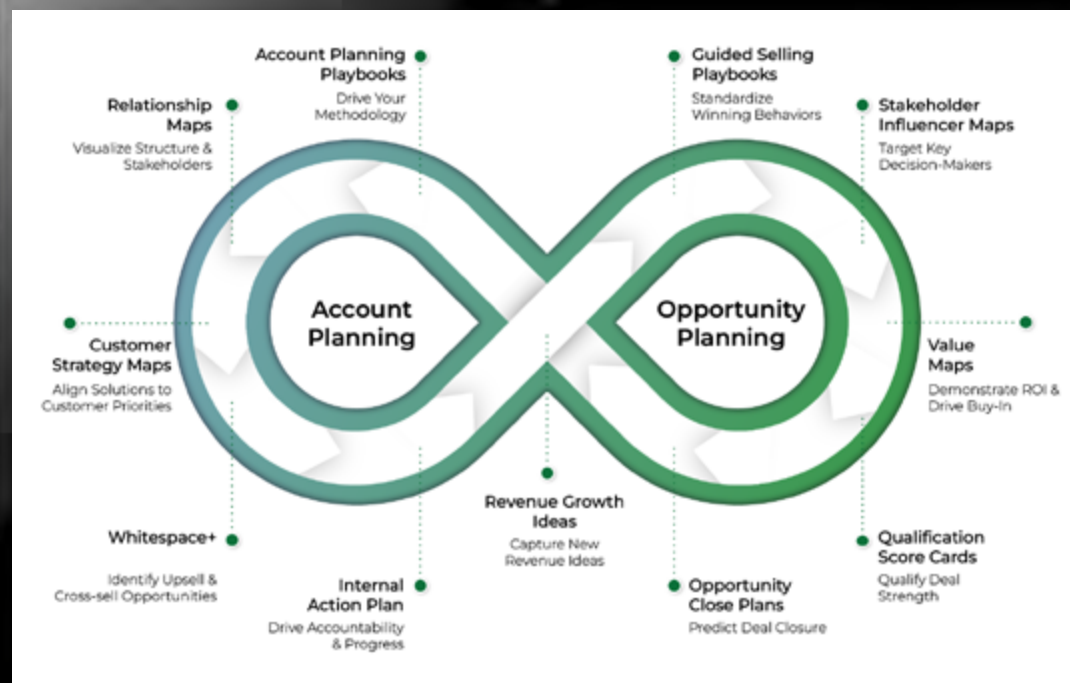 Account Planning
Playbooks
Drive Your
Methodology
Guided Selling
Playbooks
Standardize
Winning Behaviors
Relationship
Maps
Visualize Structure &
Stakeholders
Stakeholder
Influencer Maps
Target Key
Decision-Makers
Account
Planning
Opportunity
Planning
Customer
Strategy Maps
Align Solutions to
Customer Priorities
Value
Maps
Demonstrate ROI &
Drive Buy-In
Whitespace+
Identify Upsell &
Cross-sell Opportunities
Internal
Action Plan
Drive Accountability
& Progress
Revenue Growth
Ideas
Capture New
Revenue Ideas
Opportunity
Close Plans
Predict Deal Closure
Qualification
Score Cards
Qualify Deal
Strength